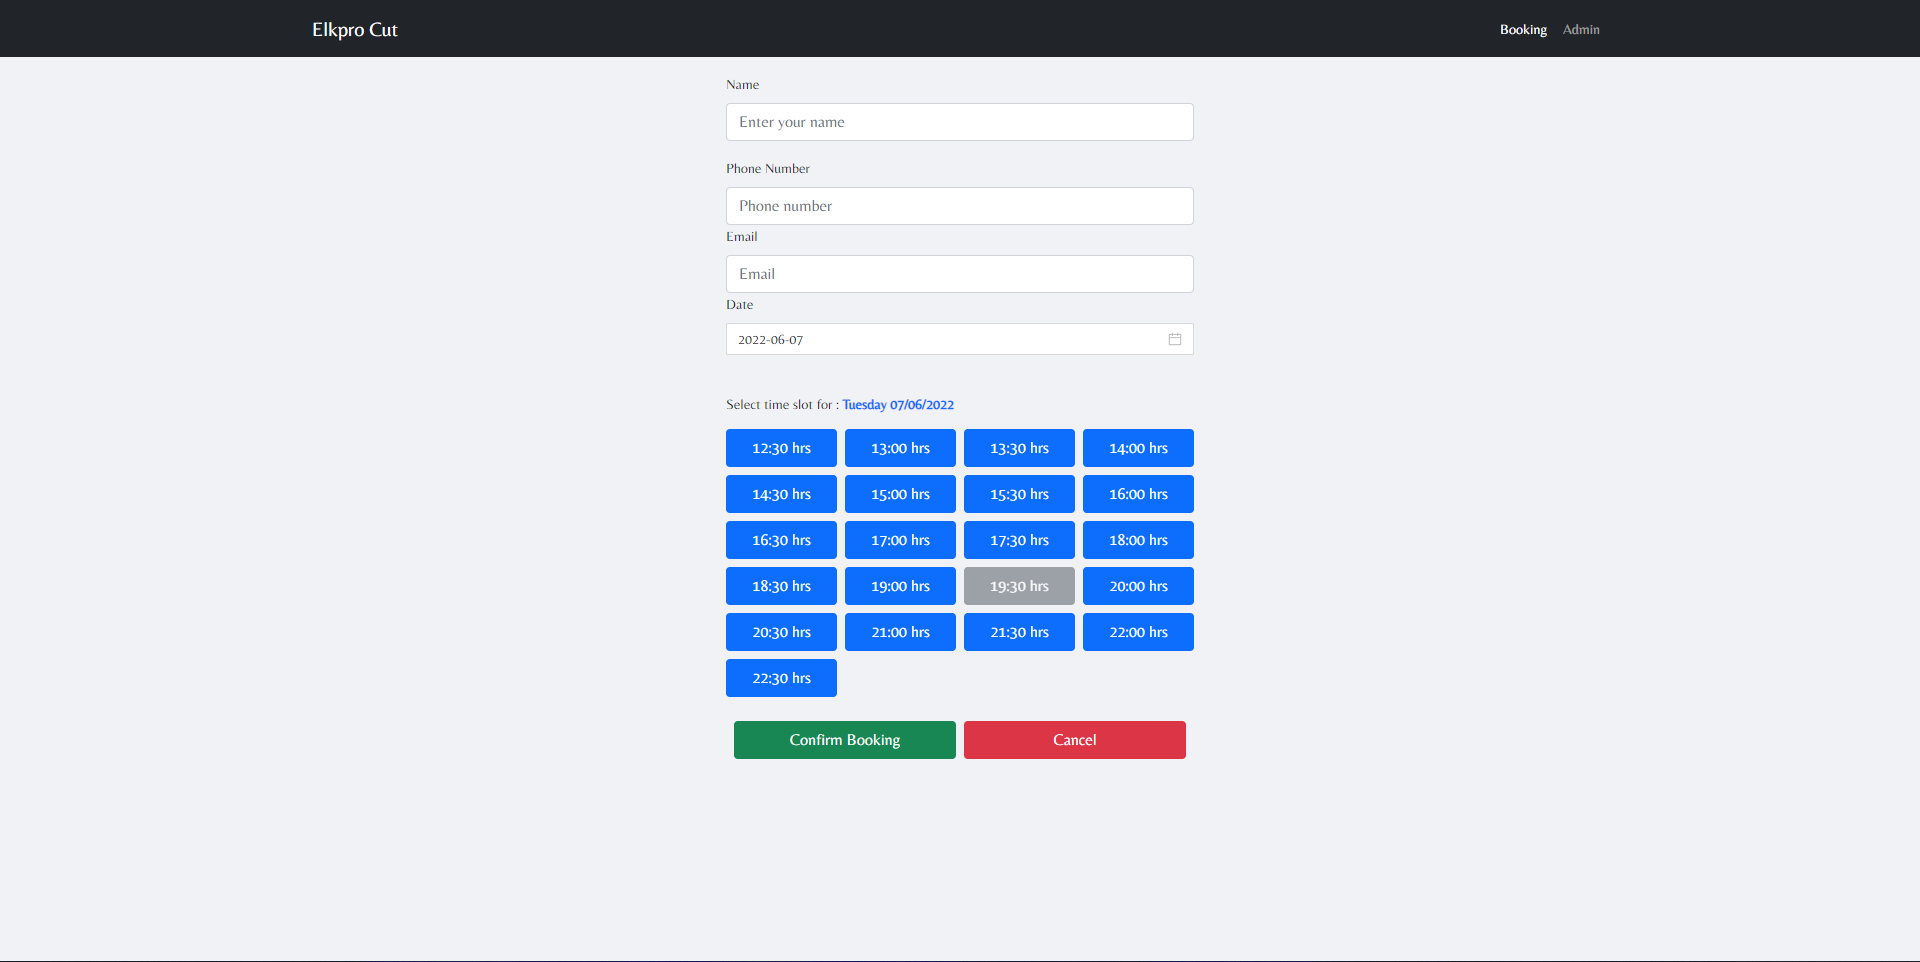 Elkpro Cut Booking Admin
Name
Enter your name
Phone Number
Phone number
Email
Email
Date
2022-06-07
Select time slot for : Tuesday 07/06/2022
12:30 hrs 13:00 hrs 13:30 hrs 14:00 hrs
14:30 hrs 15:00 hrs 15:30 hrs 16:00 hrs
16:30 hrs 17:00 hrs 17:30 hrs 18:00 hrs
18:30 hrs 19:00 hrs 19:30 hrs 20:00 hrs
20:30 hrs 21:00 hrs 21:30 hrs 22:00 hrs
22:30 hrs
Confirm Booking Cancel